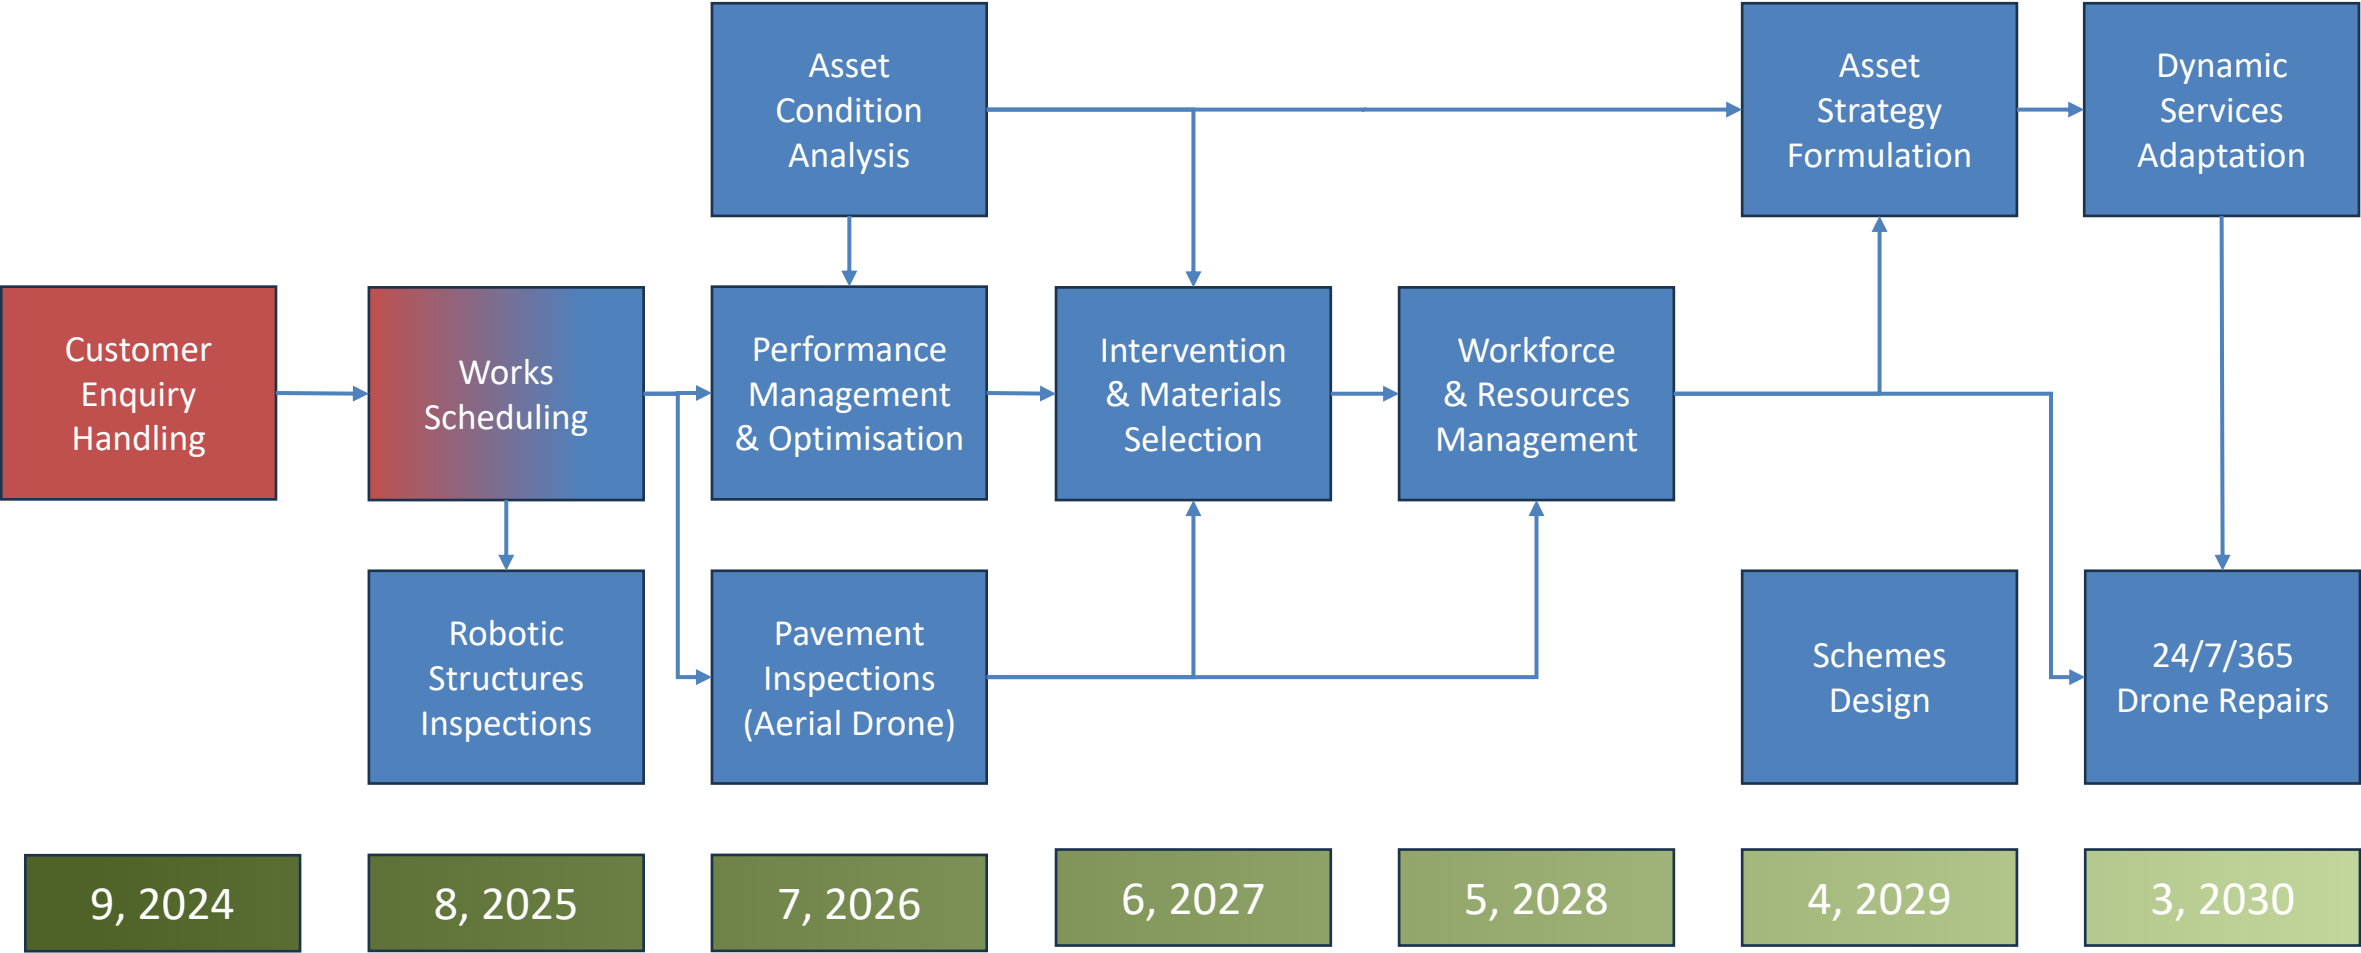 Asset
Condition
Analysis
Asset
Strategy
Formulation
Dynamic
Services
Adaptation
Customer
Enquiry
Handling
Works
Scheduling
Performance
Management
& Optimisation
Intervention
& Materials
Selection
Workforce
& Resources
Management
Robotic
Structures
Inspections
Pavement
Inspections
(Aerial Drone)
Schemes
Design
24/7/365
Drone Repairs
9, 2024
8, 2025
7, 2026
6, 2027
5, 2028
4, 2029
3, 2030